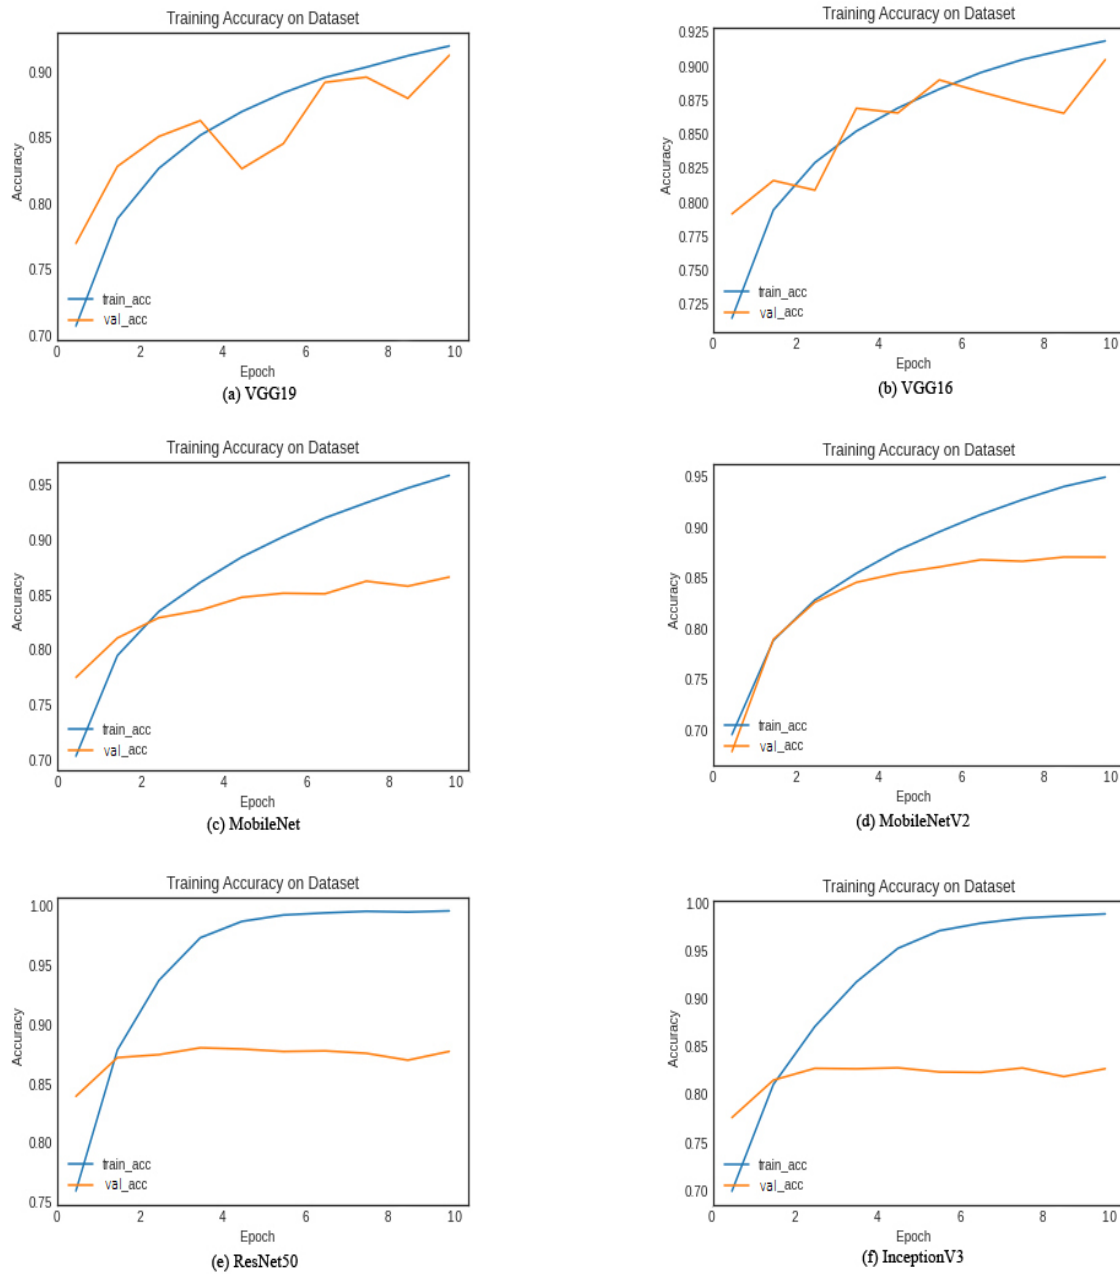 Training Accuracy on Dataset
Accuracy
0.90
0.85
0.80
0.75
0.70
train_acc
val_acc
0 2 4 6 8 10
Epoch
(a) VGG19
Training Accuracy on Dataset
Accuracy
0.925
0.900
0.875
0.850
0.825
0.800
0.775
0.750
0.725
train_acc
val_acc
0 2 4 6 8 10
Epoch
(b) VGG16
Training Accuracy on Dataset
Accuracy
0.95
0.90
0.85
0.80
0.75
0.70
train_acc
val_acc
0 2 4 6 8 10
Epoch
(c) MobileNet
Training Accuracy on Dataset
Accuracy
0.95
0.90
0.85
0.80
0.75
0.70
train_acc
val_acc
0 2 4 6 8 10
Epoch
(d) MobileNetV2
Training Accuracy on Dataset
Accuracy
1.00
0.95
0.90
0.85
0.80
0.75
train_acc
val_acc
0 2 4 6 8 10
Epoch
(e) ResNet50
Training Accuracy on Dataset
Accuracy
1.00
0.95
0.90
0.85
0.80
0.75
0.70
train_acc
val_acc
0 2 4 6 8 10
Epoch
(f) InceptionV3